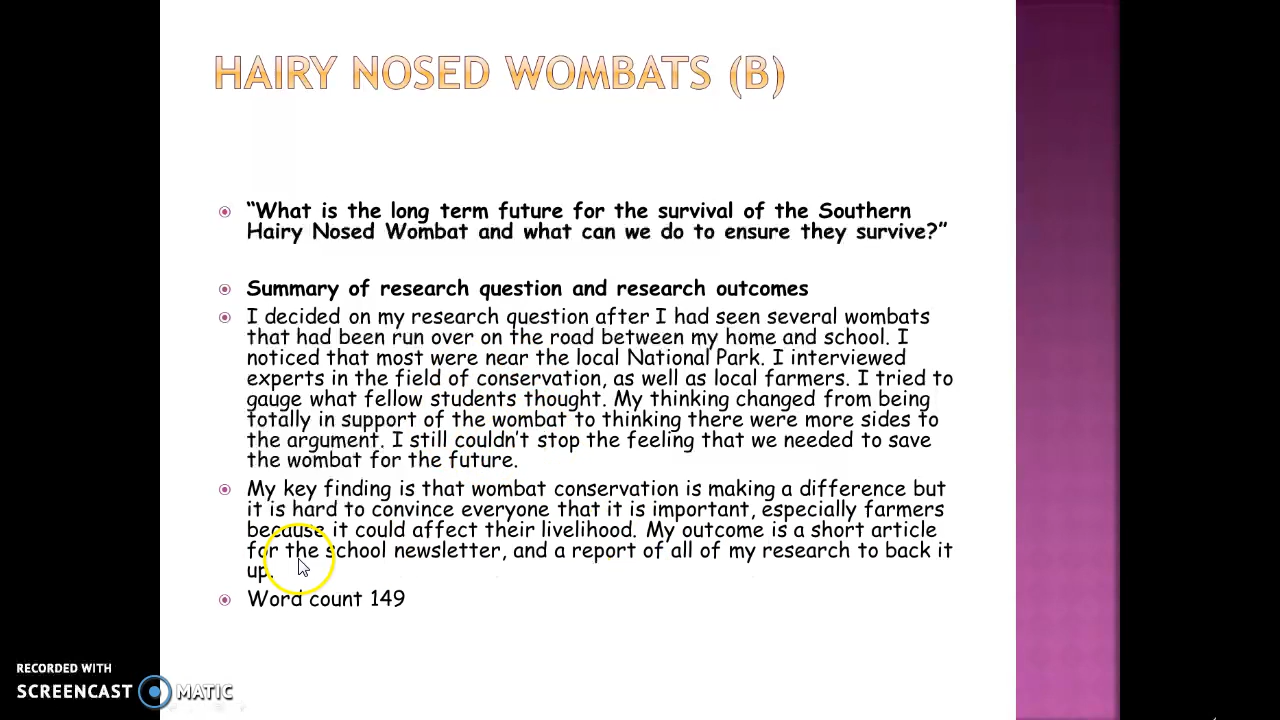 HAIRY NOSED WOMBATS (B)
“What is the long term future for the survival of the Southern
Hairy Nosed Wombat and what can we do to ensure they survive?”
Summary of research question and research outcomes
I decided on my research question after I had seen several wombats
that had been run over on the road between my home and school. I
noticed that most were near the local National Park. I interviewed
experts in the field of conservation, as well as local farmers. I tried to
gauge what fellow students thought. My thinking changed from being
totally in support of the wombat to thinking there were more sides to
the argument. I still couldn’t stop the feeling that we needed to save
the wombat for the future.
My key finding is that wombat conservation is making a difference but
it is hard to convince everyone that it is important, especially farmers
because it could affect their livelihood. My outcome is a short article
for the school newsletter, and a report of all of my research to back it
up.
Word count 149
RECORDED WITH
SCREENCAST MATIC